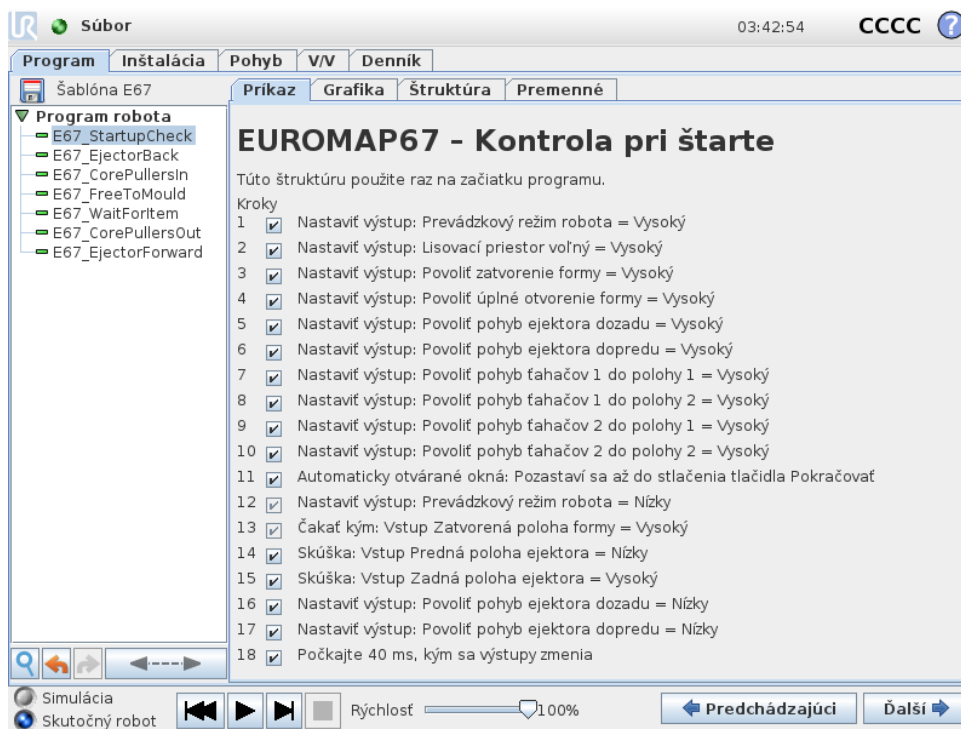 UR Súbor 03:42:54 CCCC ?
Program Inštalácia Pohyb V/V Denník
Šablóna E67
Príkaz Grafika Štruktúra Premenné
Program robota
E67_StartupCheck
E67_EjectorBack
E67_CorePullersIn
E67_FreeToMould
E67_WaitForItem
E67_CorePullersOut
E67_EjectorForward
EUROMAP67 – Kontrola pri štarte
Túto štruktúru použite raz na začiatku programu.
Kroky
1 Nastaviť výstup: Prevádzkový režim robota = Vysoký
2 Nastaviť výstup: Lisovací priestor voľný = Vysoký
3 Nastaviť výstup: Povoliť zatvorenie formy = Vysoký
4 Nastaviť výstup: Povoliť úplné otvorenie formy = Vysoký
5 Nastaviť výstup: Povoliť pohyb ejektora dozadu = Vysoký
6 Nastaviť výstup: Povoliť pohyb ejektora dopredu = Vysoký
7 Nastaviť výstup: Povoliť pohyb ťahačov 1 do polohy 1 = Vysoký
8 Nastaviť výstup: Povoliť pohyb ťahačov 1 do polohy 2 = Vysoký
9 Nastaviť výstup: Povoliť pohyb ťahačov 2 do polohy 1 = Vysoký
10 Nastaviť výstup: Povoliť pohyb ťahačov 2 do polohy 2 = Vysoký
11 Automaticky otvárané okná: Pozastaví sa až do stlačenia tlačidla Pokračovať
12 Nastaviť výstup: Prevádzkový režim robota = Nízky
13 Čakať kým: Vstup Zatvorená poloha formy = Vysoký
14 Skúška: Vstup Predná poloha ejektora = Nízky
15 Skúška: Vstup Zadná poloha ejektora = Vysoký
16 Nastaviť výstup: Povoliť pohyb ejektora dozadu = Nízky
17 Nastaviť výstup: Povoliť pohyb ejektora dopredu = Nízky
18 Počkajte 40 ms, kým sa výstupy zmenia
Simulácia
Skutočný robot
Rýchlosť 100%
Predchádzajúci Ďalší